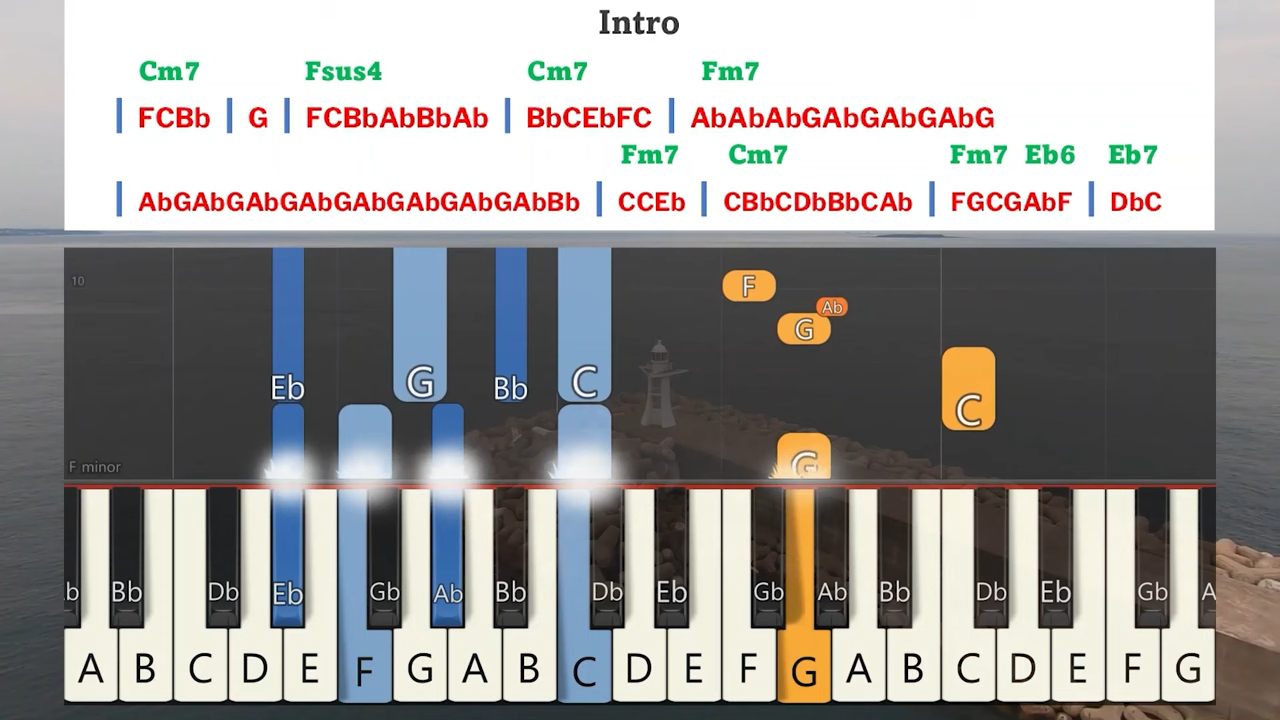 Intro
Cm7 Fsus4 Cm7 Fm7
| FCBb | G | FCBbAbBbAb | BbCEbFC | AbAbAbGAbGAbGAbG
Fm7 Cm7 Fm7 Eb6 Eb7
| AbGAbGAbGAbGAbGAbGAbGAbBb | CCEb | CBbCDbBbCAb | FGCGAbF | DbC
10
F
Ab
G
Eb G Bb C
C
F minor
G
b Bb Db Eb Gb Ab Bb Db Eb Gb Ab Bb Db Eb Gb A
A B C D E F G A B C D E F G A B C D E F G